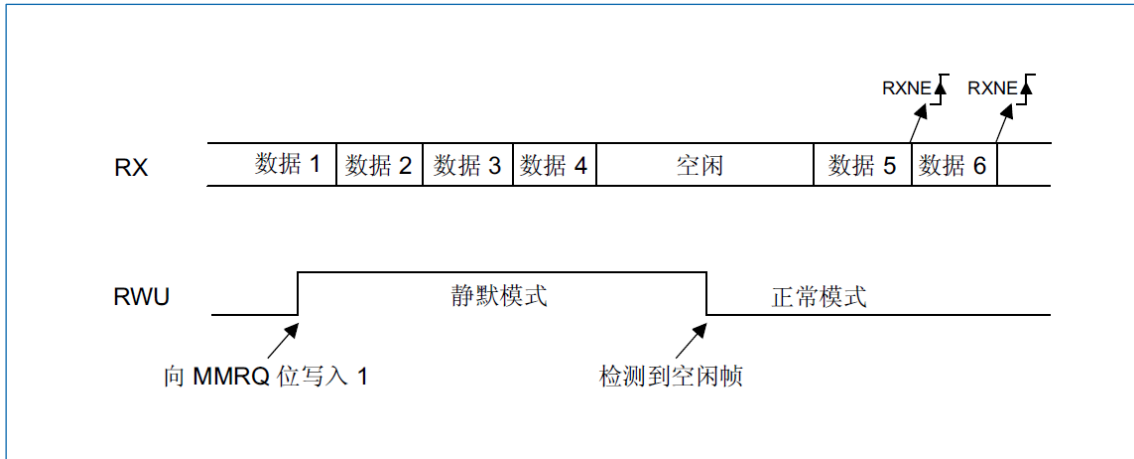 RXNE RXNE
RX 数据 1 数据 2 数据 3 数据 4 空闲 数据 5 数据 6
RWU 静默模式 正常模式
向 MMRQ 位写入 1 检测到空闲帧